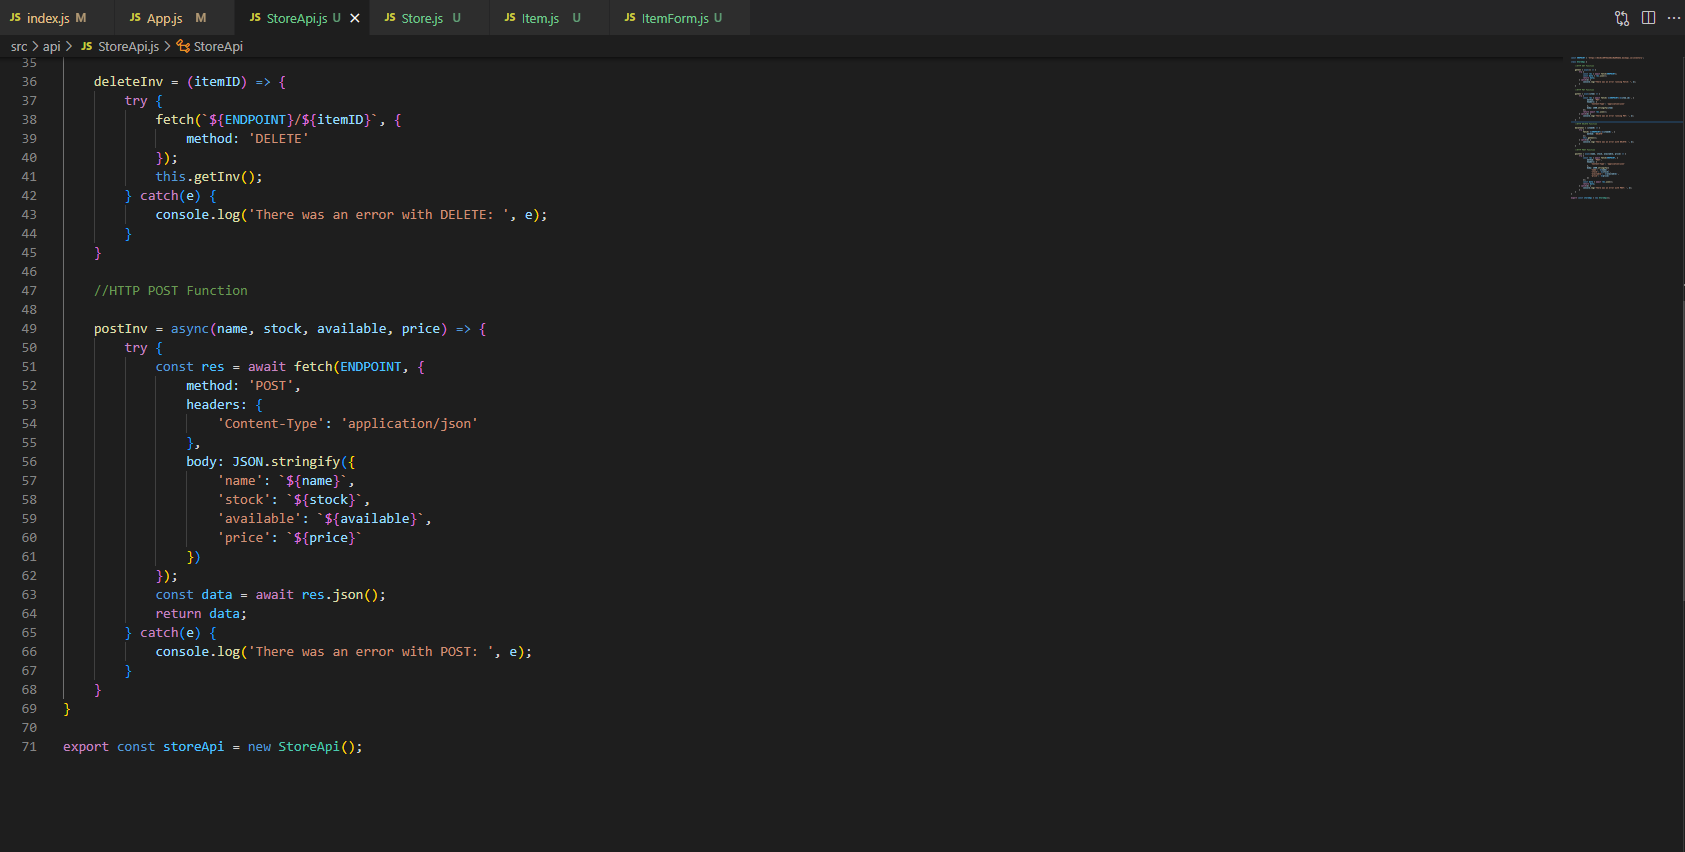 JS index.js M JS App.js M JS StoreApi.js U JS Store.js U JS Item.js U JS ItemForm.js U
src > api > JS StoreApi.js > StoreApi
35
36 deleteInv = (itemID) => {
37 try {
38 fetch(`${ENDPOINT}/${itemID}`, {
39 method: 'DELETE'
40 });
41 this.getInv();
42 } catch(e) {
43 console.log('There was an error with DELETE: ', e);
44 }
45 }
46
47 //HTTP POST Function
48
49 postInv = async(name, stock, available, price) => {
50 try {
51 const res = await fetch(ENDPOINT, {
52 method: 'POST',
53 headers: {
54 'Content-Type': 'application/json'
55 },
56 body: JSON.stringify({
57 'name': `${name}`,
58 'stock': `${stock}`,
59 'available': `${available}`,
60 'price': `${price}`
61 })
62 });
63 const data = await res.json();
64 return data;
65 } catch(e) {
66 console.log('There was an error with POST: ', e);
67 }
68 }
69 }
70
71 export const storeApi = new StoreApi();